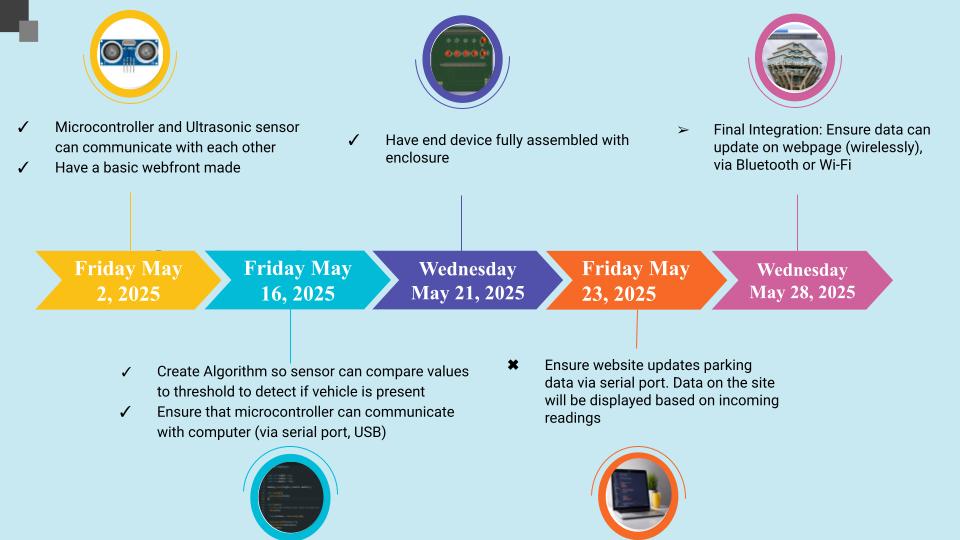 ✓ Microcontroller and Ultrasonic sensor
can communicate with each other
✓ Have a basic webfront made
✓ Have end device fully assembled with
enclosure
➢ Final Integration: Ensure data can
update on webpage (wirelessly),
via Bluetooth or Wi-Fi
Friday May
2, 2025
Friday May
16, 2025
Wednesday
May 21, 2025
Friday May
23, 2025
Wednesday
May 28, 2025
✓ Create Algorithm so sensor can compare values
to threshold to detect if vehicle is present
✓ Ensure that microcontroller can communicate
with computer (via serial port, USB)
✖ Ensure website updates parking
data via serial port. Data on the site
will be displayed based on incoming
readings